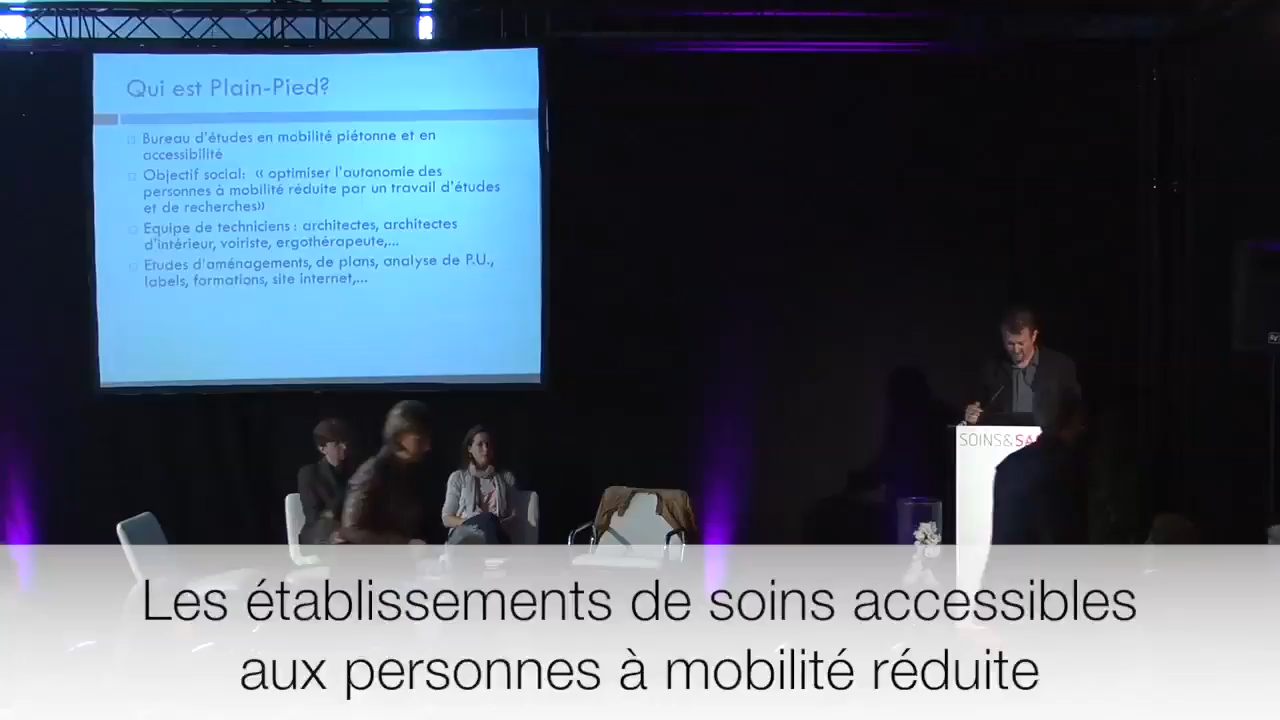 Qui est Plain-Pied?
Bureau d'études en mobilité piétonne et en
accessibilité
Objectif social: « optimiser l'autonomie des
personnes à mobilité réduite par un travail d'études
et de recherches»
Equipe de techniciens : architectes, architectes
d'intérieur, voiriste, ergothérapeute,...
Etudes d'aménagements, de plans, analyse de P.U.,
labels, formations, site internet,...
SOINS&SA
Les établissements de soins accessibles
aux personnes à mobilité réduite